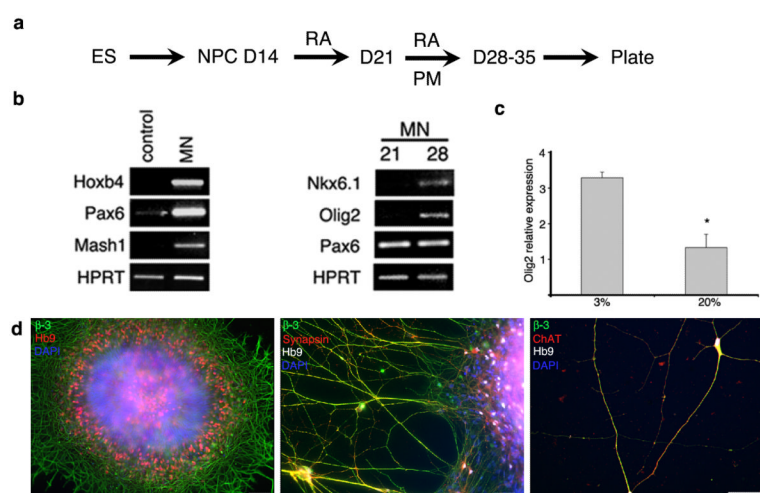 a
RA RA
ES NPC D14 D21 D28-35 Plate
PM
b
control MN
Hoxb4
Pax6
Mash1
HPRT
MN
21 28
Nkx6.1
Olig2
Pax6
HPRT
c
Olig2 relative expression
4
3
2
1
*
3% 20%
d
β-3
Hb9
DAPI
β-3
Synapsin
Hb9
DAPI
β-3
ChAT
Hb9
DAPI